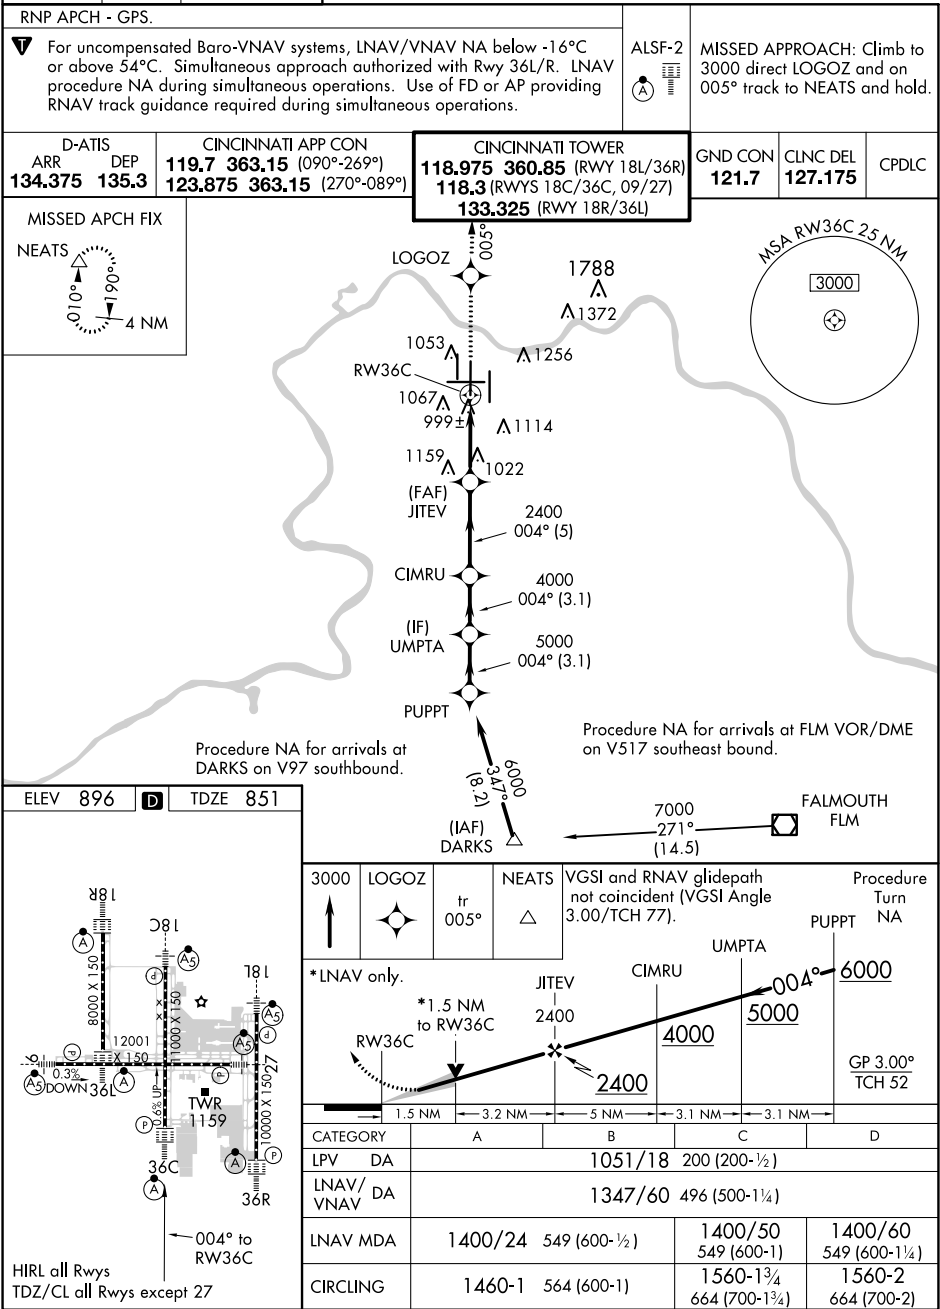 RNP APCH - GPS.
T
For uncompensated Baro-VNAV systems, LNAV/VNAV NA below -16°C
or above 54°C. Simultaneous approach authorized with Rwy 36L/R. LNAV
procedure NA during simultaneous operations. Use of FD or AP providing
RNAV track guidance required during simultaneous operations.
ALSF-2
A
MISSED APPROACH: Climb to
3000 direct LOGOZ and on
005° track to NEATS and hold.
D-ATIS
ARR DEP
134.375 135.3
CINCINNATI APP CON
119.7 363.15 (090°-269°)
123.875 363.15 (270°-089°)
CINCINNATI TOWER
118.975 360.85 (RWY 18L/36R)
118.3 (RWYS 18C/36C, 09/27)
133.325 (RWY 18R/36L)
GND CON
121.7
CLNC DEL
127.175
CPDLC
MISSED APCH FIX
NEATS
010°
190°
4 NM
005°
LOGOZ
1788
1372
1053
1256
RW36C
1067
999±
1114
1159
1022
(FAF)
JITEV
2400
004° (5)
CIMRU
4000
004° (3.1)
(IF)
UMPTA
5000
004° (3.1)
PUPPT
MSA RW36C 25 NM
3000
Procedure NA for arrivals at
DARKS on V97 southbound.
Procedure NA for arrivals at FLM VOR/DME
on V517 southeast bound.
6000
347°
(8.2)
(IAF)
DARKS
7000
271°
(14.5)
FALMOUTH
FLM
ELEV 896
D
TDZE 851
18R
18C
18L
A
A5
P
8000 X 150
11000 X 150
x
x
12001
X 150
A5
A5
P
P
9
27
A5
0.3%
DOWN
36L
A
P
0.6% UP
TWR
1159
10000 X 150
P
P
36C
A
A
36R
004° to
RW36C
HIRL all Rwys
TDZ/CL all Rwys except 27
3000
LOGOZ
tr
005°
NEATS
VGSI and RNAV glidepath
not coincident (VGSI Angle
3.00/TCH 77).
Procedure
Turn
NA
*LNAV only.
PUPPT
UMPTA
CIMRU
JITEV
2400
*1.5 NM
to RW36C
RW36C
004°
6000
5000
4000
2400
GP 3.00°
TCH 52
1.5 NM
3.2 NM
5 NM
3.1 NM
3.1 NM
CATEGORY A B C D
LPV DA 1051/18 200 (200-½)
LNAV/
VNAV DA 1347/60 496 (500-1¼)
LNAV MDA 1400/24 549 (600-½) 1400/50 549 (600-1) 1400/60 549 (600-1¼)
CIRCLING 1460-1 564 (600-1) 1560-1¾ 664 (700-1¾) 1560-2 664 (700-2)